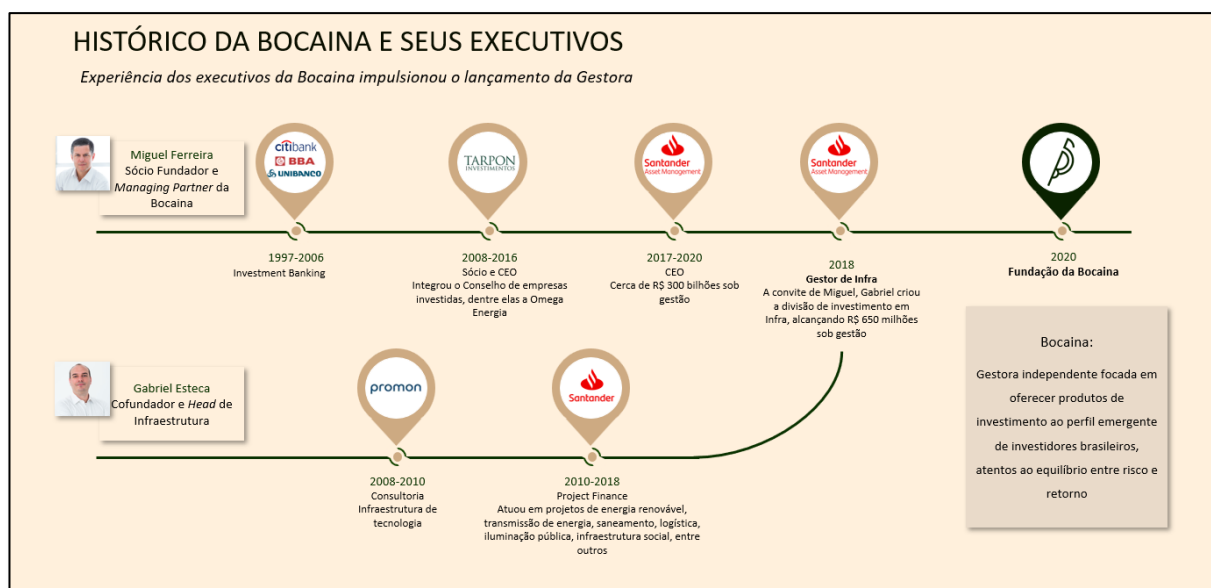 HISTÓRICO DA BOCAINA E SEUS EXECUTIVOS
Experiência dos executivos da Bocaina impulsionou o lançamento da Gestora
Miguel Ferreira
Sócio Fundador e
Managing Partner da
Bocaina
citibank
BBA
UNIBANCO
1997-2006
Investment Banking
TARPON
INVESTIMENTOS
2008-2016
Sócio e CEO
Integrou o Conselho de empresas
investidas, dentre elas a Omega
Energia
Santander
Asset Management
2017-2020
CEO
Cerca de R$ 300 bilhões sob
gestão
Santander
Asset Management
2018
Gestor de Infra
A convite de Miguel, Gabriel criou
a divisão de investimento em
Infra, alcançando R$ 650 milhões
sob gestão
2020
Fundação da Bocaina
Gabriel Esteca
Cofundador e Head de
Infraestrutura
promon
2008-2010
Consultoria
Infraestrutura de
tecnologia
Santander
2010-2018
Project Finance
Atuou em projetos de energia renovável,
transmissão de energia, saneamento, logística,
iluminação pública, infraestrutura social, entre
outros
Bocaina:
Gestora independente focada em
oferecer produtos de
investimento ao perfil emergente
de investidores brasileiros,
atentos ao equilíbrio entre risco e
retorno